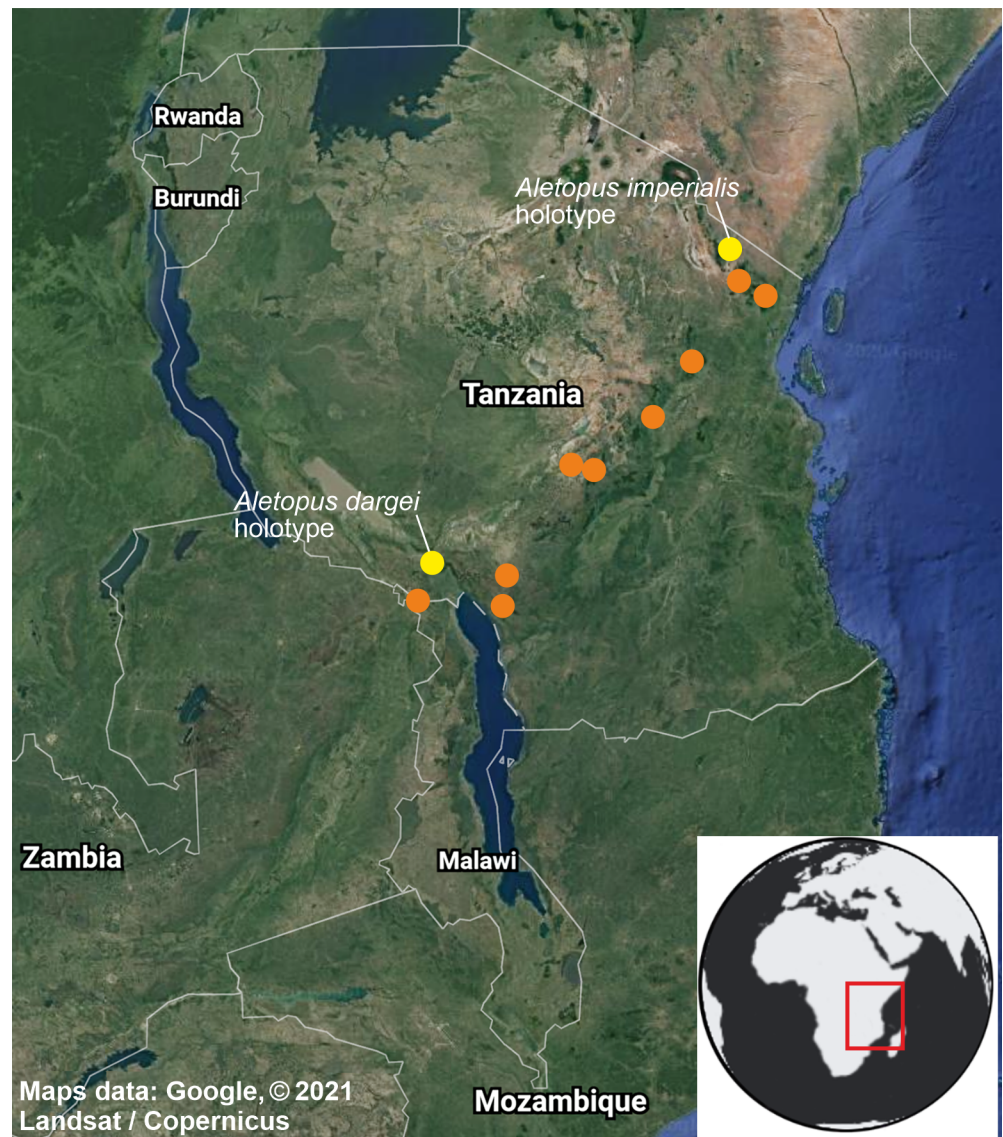 Rwanda
Burundi
Aletopus imperialis
holotype
Tanzania
Aletopus dargei
holotype
Zambia
Malawi
Mozambique
Maps data: Google, © 2021
Landsat / Copernicus